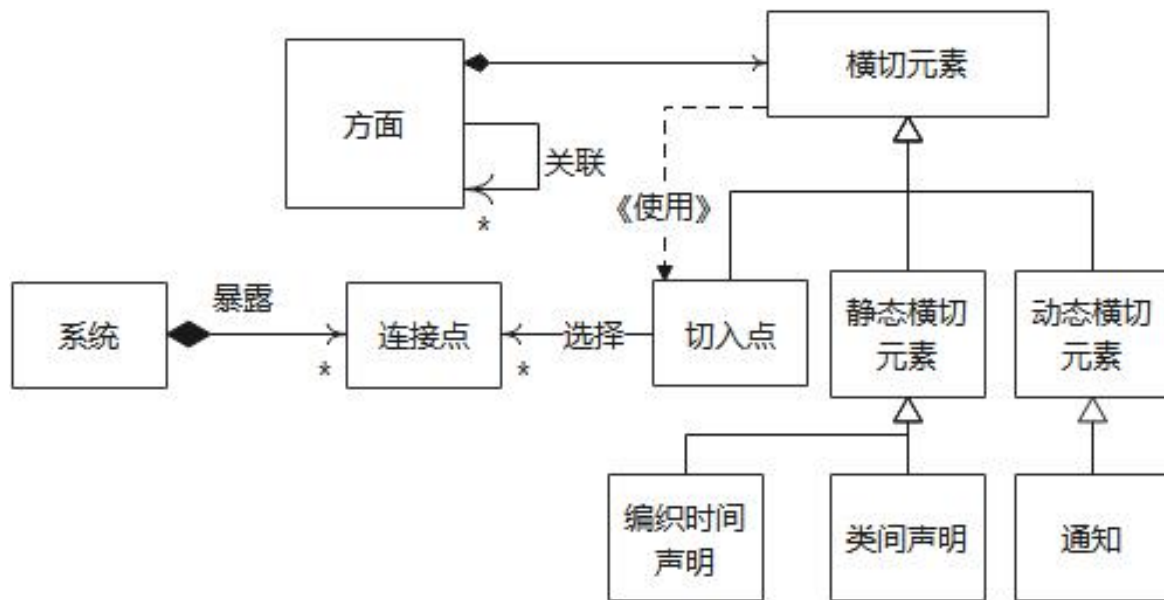 横切元素
方面
关联
*
《使用》
暴露
系统
*
连接点
*
选择
切入点
静态横切
元素
动态横切
元素
编织时间
声明
类间声明
通知